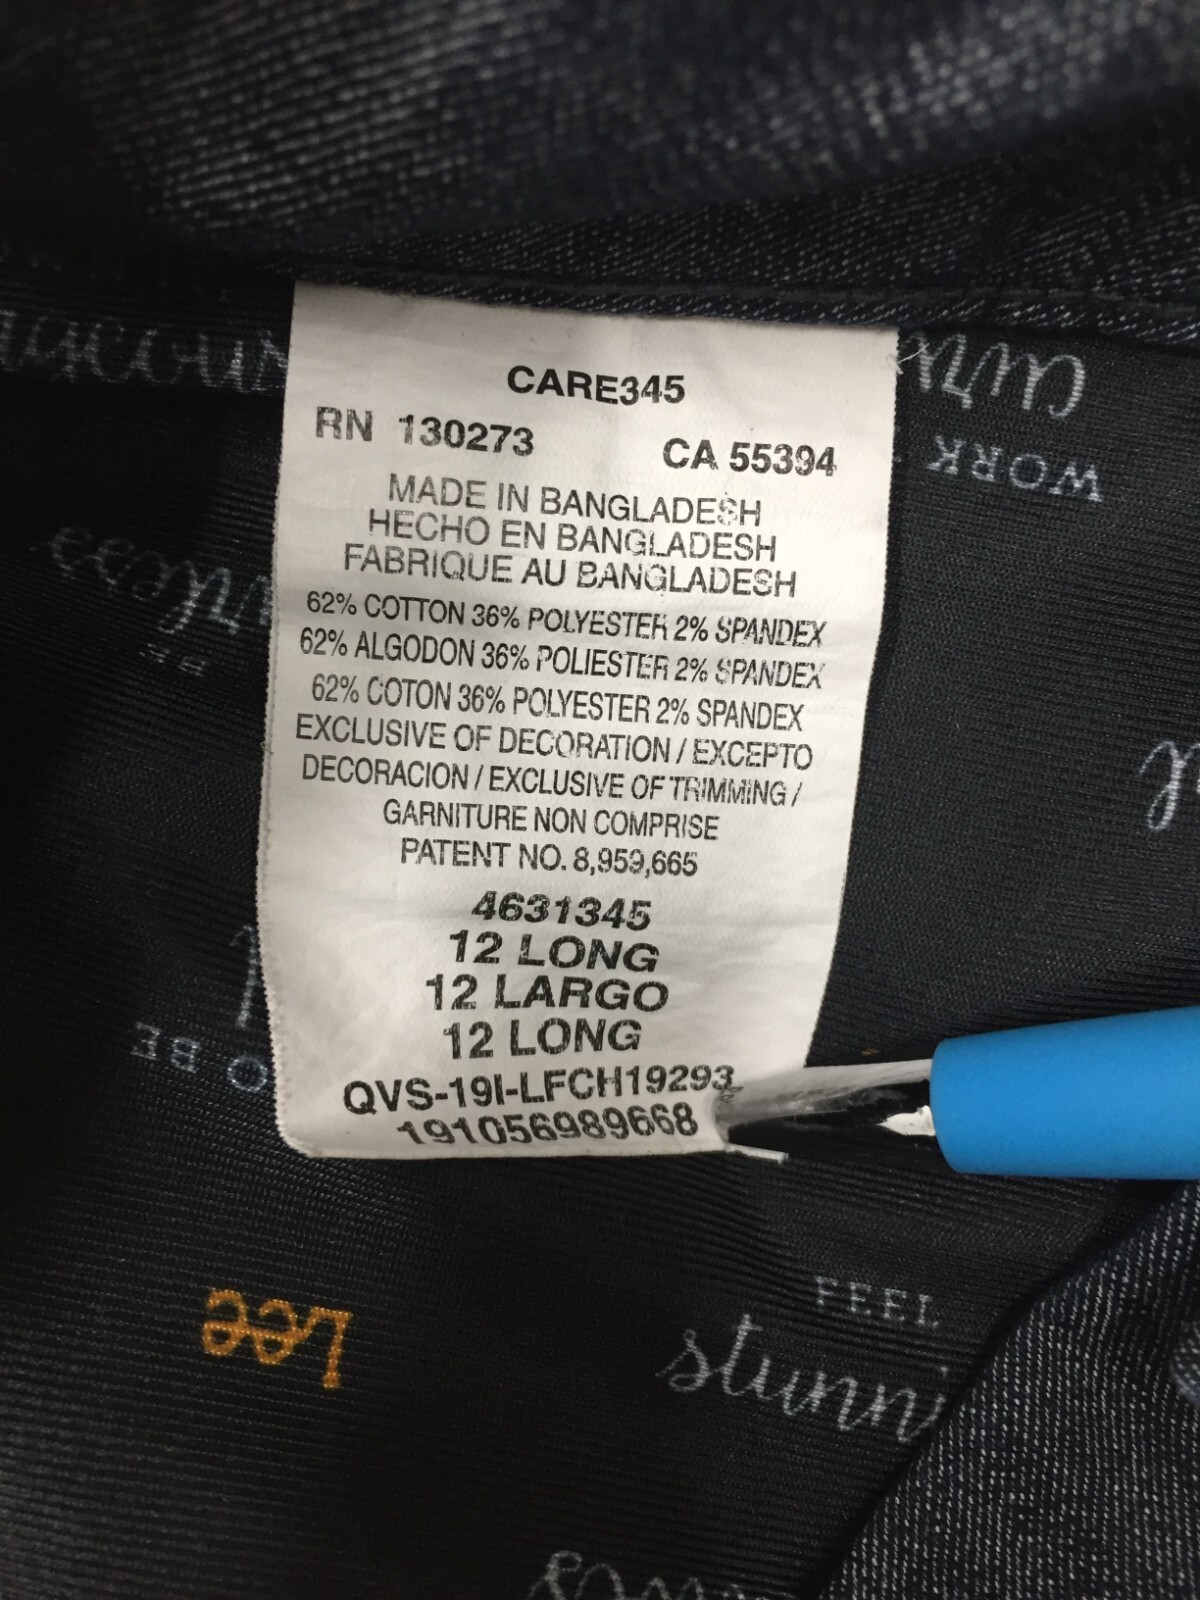 CARE345
RN 130273 CA 55394
MADE IN BANGLADESH
HECHO EN BANGLADESH
FABRIQUE AU BANGLADESH
62% COTTON 36% POLYESTER 2% SPANDEX
62% ALGODON 36% POLIESTER 2% SPANDEX
62% COTON 36% POLYESTER 2% SPANDEX
EXCLUSIVE OF DECORATION / EXCEPTO
DECORACION / EXCLUSIVE OF TRIMMING /
GARNITURE NON COMPRISE
PATENT NO. 8,959,665
4631345
12 LONG
12 LARGO
12 LONG
QVS-19I-LFCH19293
191056989668
WORK
BE
O BE
Lee
FEEL
stunni